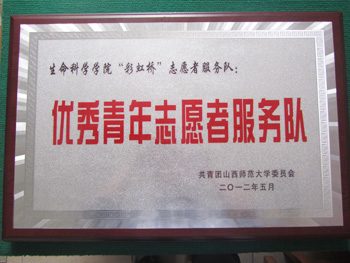 生命科学学院“彩虹桥”志愿者服务队：
优秀青年志愿者服务队
共青团山西师范大学委员会
二〇一二年五月